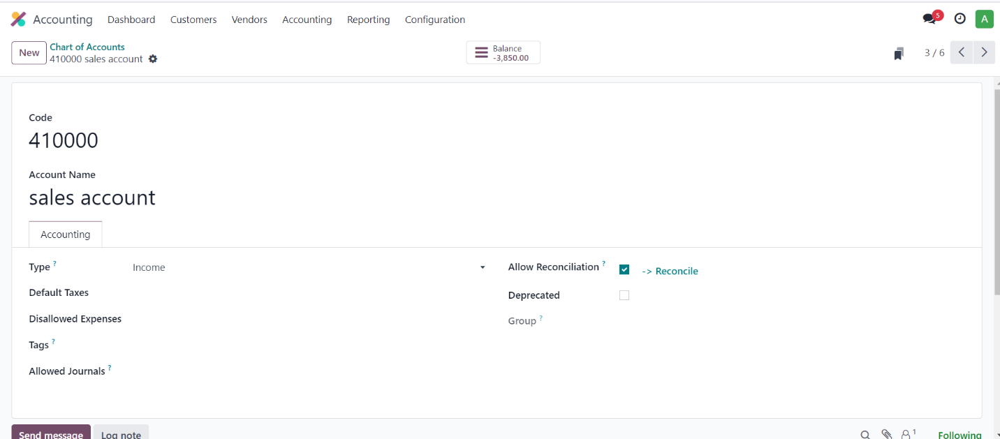 Accounting Dashboard Customers Vendors Accounting Reporting Configuration 5 A
New Chart of Accounts
410000 sales account
Balance
-3,850.00
3 / 6
Code
410000
Account Name
sales account
Accounting
Type ? Income
Default Taxes
Disallowed Expenses
Tags ?
Allowed Journals ?
Allow Reconciliation ? -> Reconcile
Deprecated
Group ?
Send message Log note 1 Following